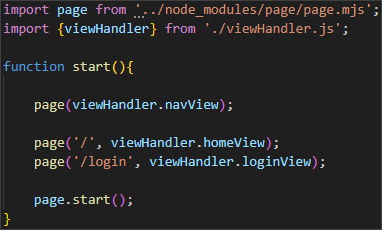 import page from '../node_modules/page/page.mjs';
import {viewHandler} from './viewHandler.js';
function start(){
page(viewHandler.navView);
page('/', viewHandler.homeView);
page('/login', viewHandler.loginView);
page.start();
}